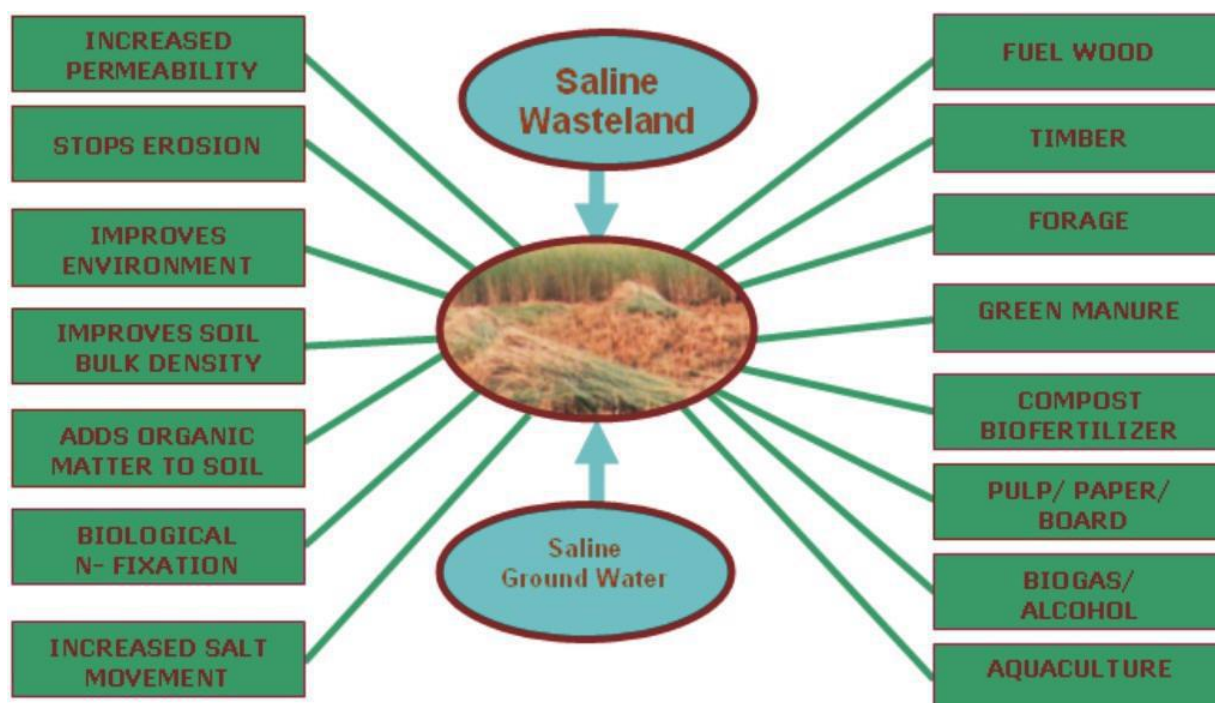 INCREASED
PERMEABILITY
STOPS EROSION
IMPROVES
ENVIRONMENT
IMPROVES SOIL
BULK DENSITY
ADDS ORGANIC
MATTER TO SOIL
BIOLOGICAL
N- FIXATION
INCREASED SALT
MOVEMENT
Saline
Wasteland
Saline
Ground Water
FUEL WOOD
TIMBER
FORAGE
GREEN MANURE
COMPOST
BIOFERTILIZER
PULP/ PAPER/
BOARD
BIOGAS/
ALCOHOL
AQUACULTURE